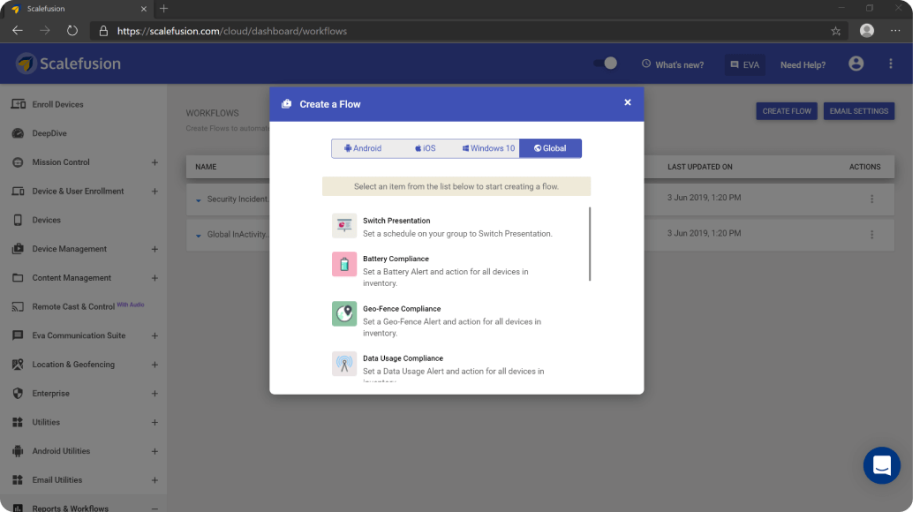 Scalefusion
https://scalefusion.com/cloud/dashboard/workflows
Scalefusion
What's new?
EVA
Need Help?
Enroll Devices
DeepDive
Mission Control
Device & User Enrollment
Devices
Device Management
Content Management
Remote Cast & Control With Audio
Eva Communication Suite
Location & Geofencing
Enterprise
Utilities
Android Utilities
Email Utilities
Reports & Workflows
WORKFLOWS
Create Flows to automate
CREATE FLOW
EMAIL SETTINGS
NAME
LAST UPDATED ON
ACTIONS
Security Incident
3 Jun 2019, 1:20 PM
Global InActivity
3 Jun 2019, 1:20 PM
Create a Flow
Android
iOS
Windows 10
Global
Select an item from the list below to start creating a flow.
Switch Presentation
Set a schedule on your group to Switch Presentation.
Battery Compliance
Set a Battery Alert and action for all devices in
inventory.
Geo-Fence Compliance
Set a Geo-Fence Alert and action for all devices in
inventory.
Data Usage Compliance
Set a Data Usage Alert and action for all devices in
inventory.